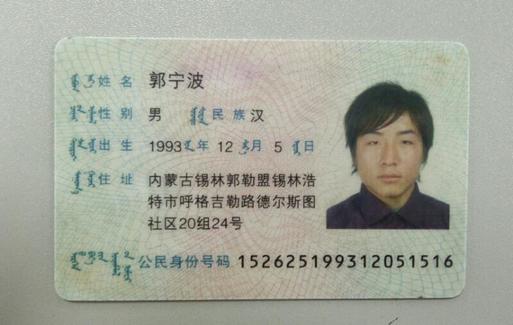 姓名 郭宁波
性别 男 民族 汉
出生 1993 年 12 月 5 日
住址 内蒙古锡林郭勒盟锡林浩
特市呼格吉勒路德尔斯图
社区20组24号
公民身份号码 152625199312051516